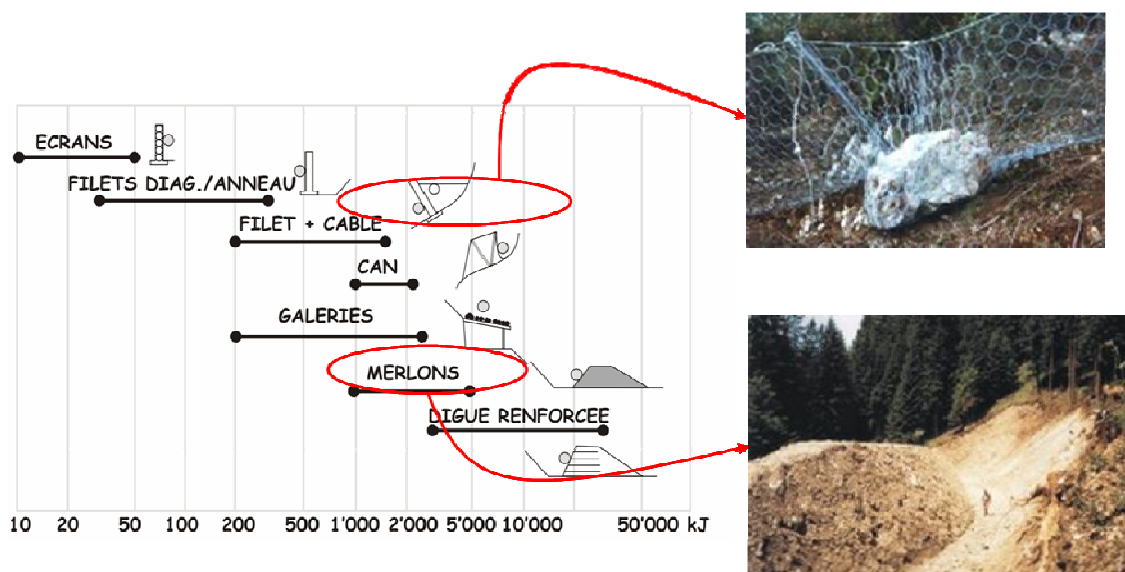 ECRANS
FILETS DIAG./ANNEAU
FILET + CABLE
CAN
GALERIES
MERLONS
DIGUE RENFORCEE
10 20 50 100 200 500 1'000 2'000 5'000 10'000 50'000 kJ